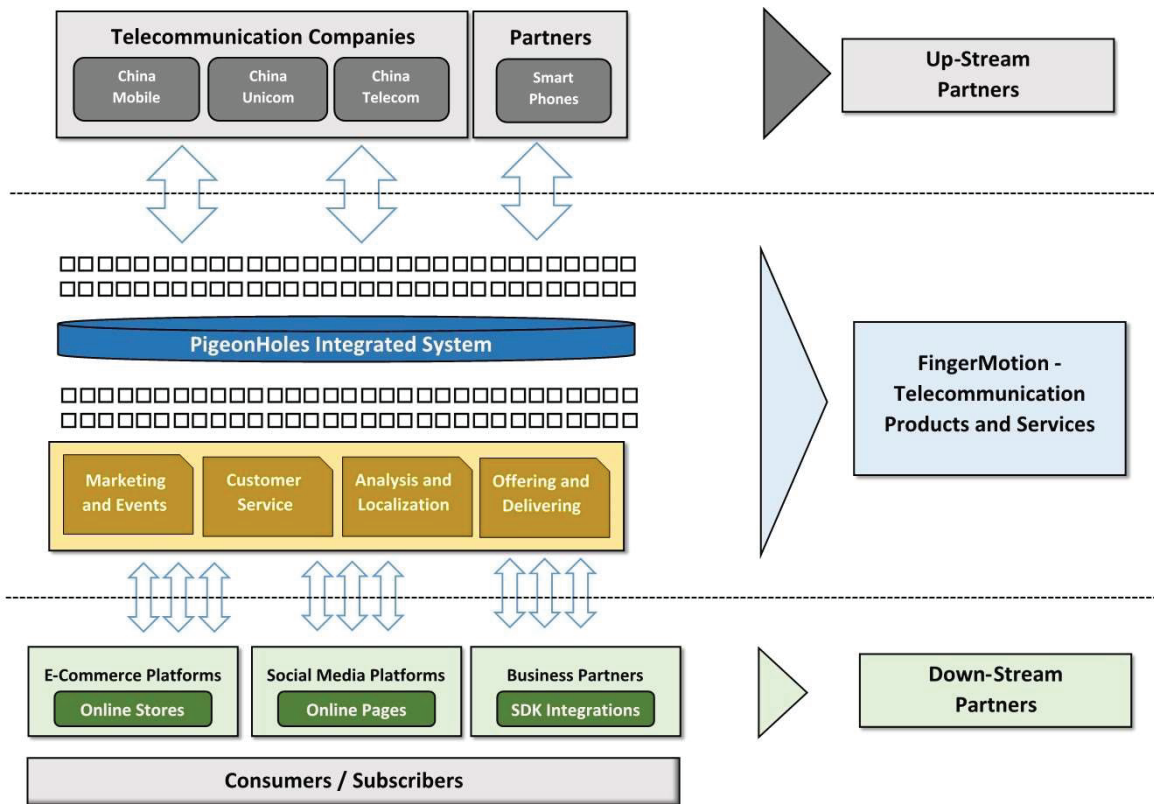 Telecommunication Companies
Partners
China
Mobile
China
Unicom
China
Telecom
Smart
Phones
Up-Stream
Partners
PigeonHoles Integrated System
FingerMotion -
Telecommunication
Products and Services
Marketing
and Events
Customer
Service
Analysis and
Localization
Offering and
Delivering
E-Commerce Platforms
Online Stores
Social Media Platforms
Online Pages
Business Partners
SDK Integrations
Down-Stream
Partners
Consumers / Subscribers